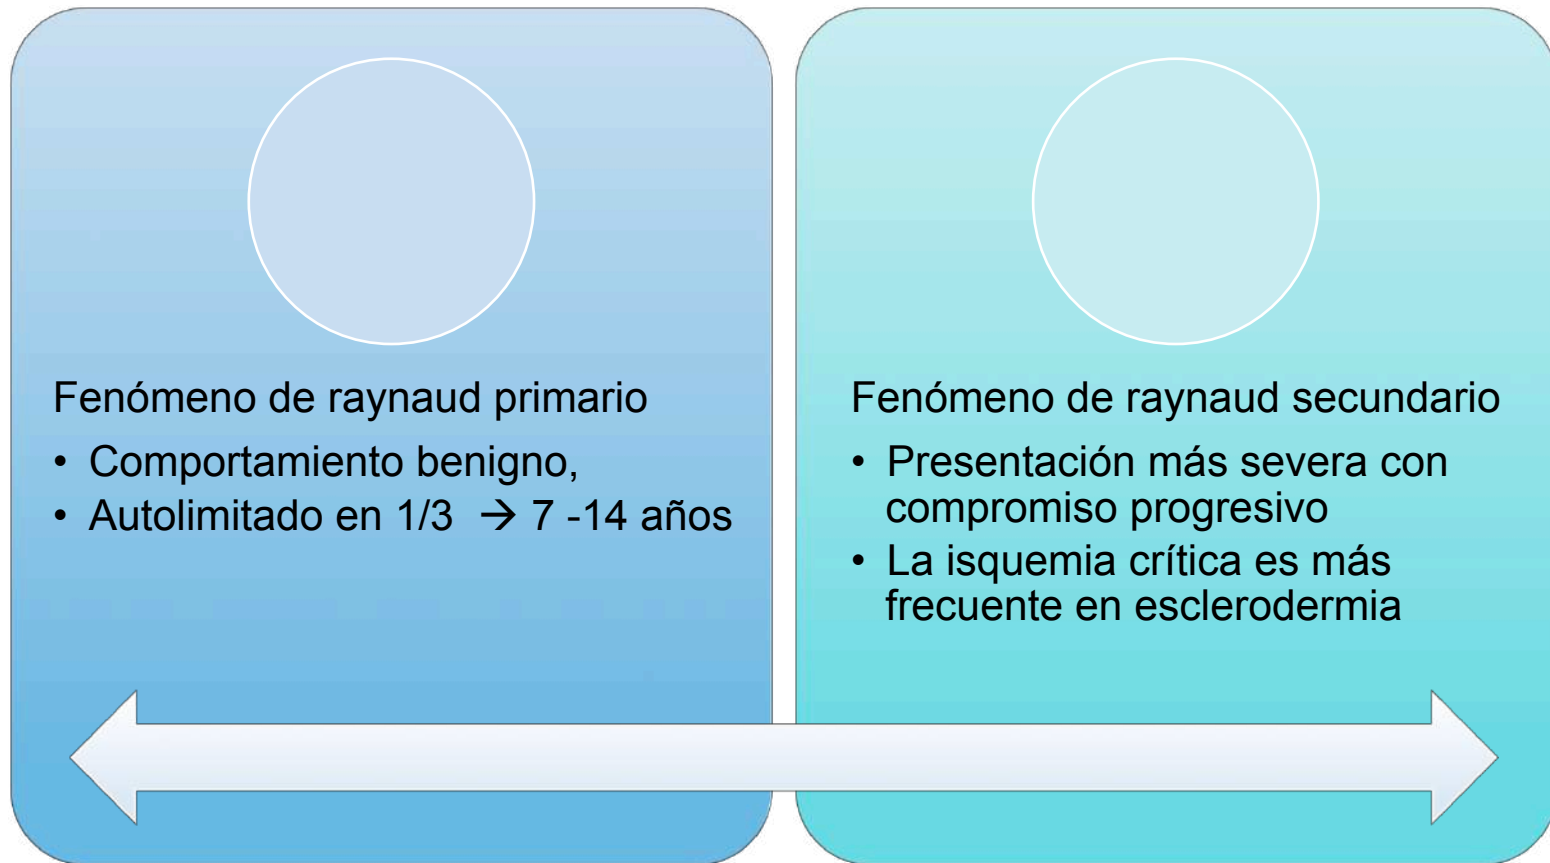 Fenómeno de raynaud primario
• Comportamiento benigno,
• Autolimitado en 1/3 → 7 -14 años
Fenómeno de raynaud secundario
• Presentación más severa con
compromiso progresivo
• La isquemia crítica es más
frecuente en esclerodermia